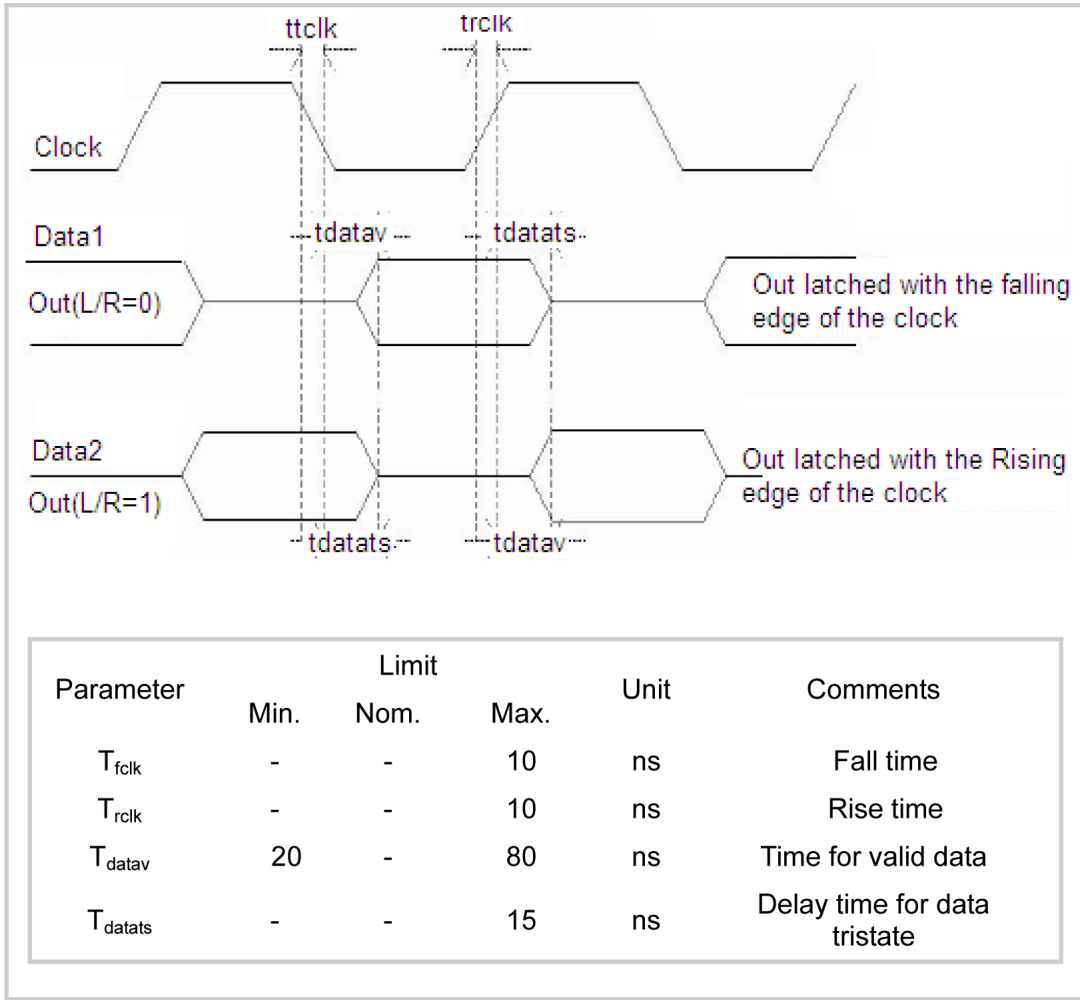 ttclk trclk
Clock
Data1
tdatav tdatats
Out(L/R=0)
Out latched with the falling
edge of the clock
Data2
Out(L/R=1)
Out latched with the Rising
edge of the clock
tdatats tdatav
Parameter Limit Unit Comments
Min. Nom. Max.
Tfclk - - 10 ns Fall time
Trclk - - 10 ns Rise time
Tdatav 20 - 80 ns Time for valid data
Tdatats - - 15 ns Delay time for data
tristate